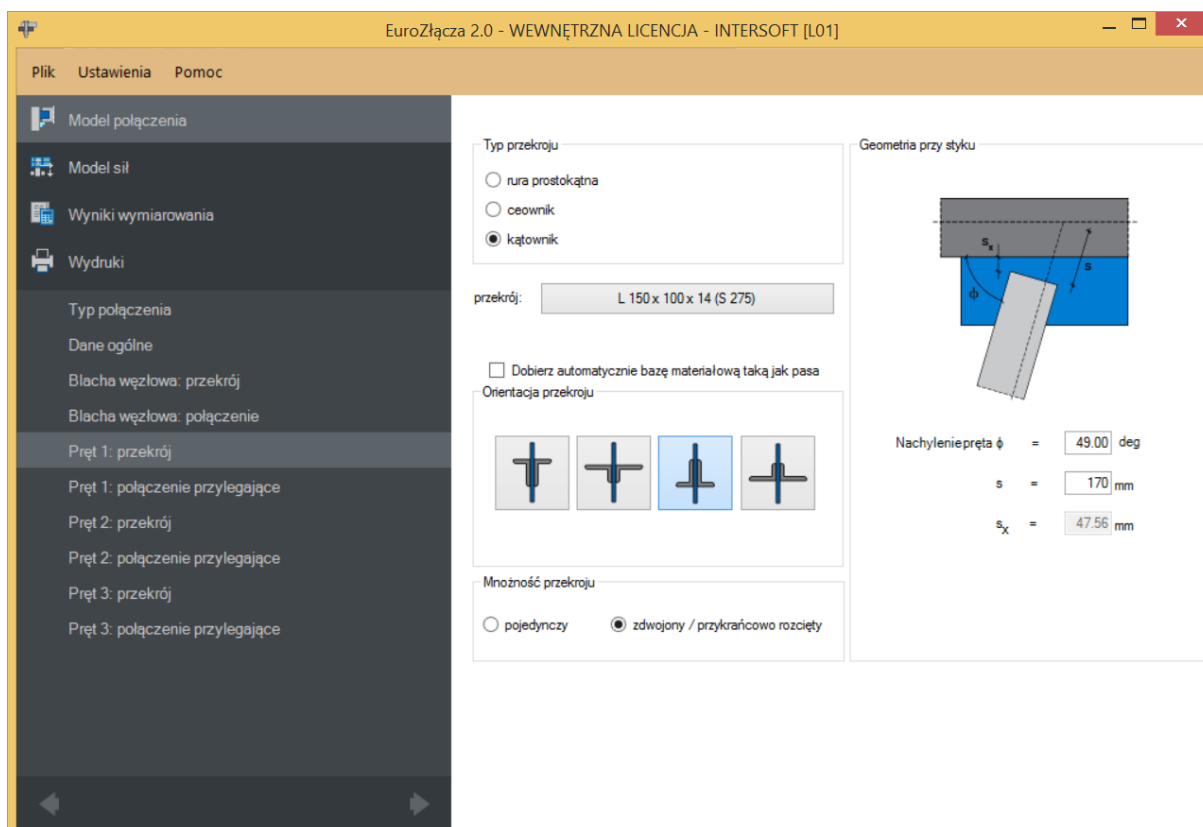 EuroZłącza 2.0 - WEWNĘTRZNA LICENCJA - INTERSOFT [L01]
Plik Ustawienia Pomoc
Model połączenia
Model sił
Wyniki wymiarowania
Wydruki
Typ połączenia
Dane ogólne
Blacha węzłowa: przekrój
Blacha węzłowa: połączenie
Pręt 1: przekrój
Pręt 1: połączenie przylegające
Pręt 2: przekrój
Pręt 2: połączenie przylegające
Pręt 3: przekrój
Pręt 3: połączenie przylegające
Typ przekroju
rura prostokątna
ceownik
kątownik
przekrój: L 150 x 100 x 14 (S 275)
Dobierz automatycznie bazę materiałową taką jak pasa
Orientacja przekroju
Mnożność przekroju
pojedynczy zdwojony / przykrańcowo rozcięty
Geometria przy styku
sx
s
ϕ
Nachyleniepręta ϕ = 49.00 deg
s = 170 mm
sX = 47.56 mm